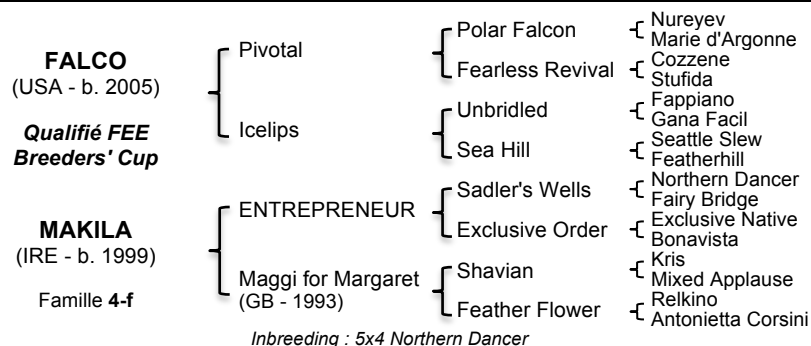 FALCO
(USA - b. 2005)
Qualifié FEE
Breeders' Cup
Pivotal
Icelips
Polar Falcon
Fearless Revival
Unbridled
Sea Hill
Nureyev
Marie d'Argonne
Cozzene
Stufida
Fappiano
Gana Facil
Seattle Slew
Featherhill
MAKILA
(IRE - b. 1999)
Famille 4-f
ENTREPRENEUR
Maggi for Margaret
(GB - 1993)
Sadler's Wells
Exclusive Order
Shavian
Feather Flower
Northern Dancer
Fairy Bridge
Exclusive Native
Bonavista
Kris
Mixed Applause
Relkino
Antonietta Corsini
Inbreeding : 5x4 Northern Dancer